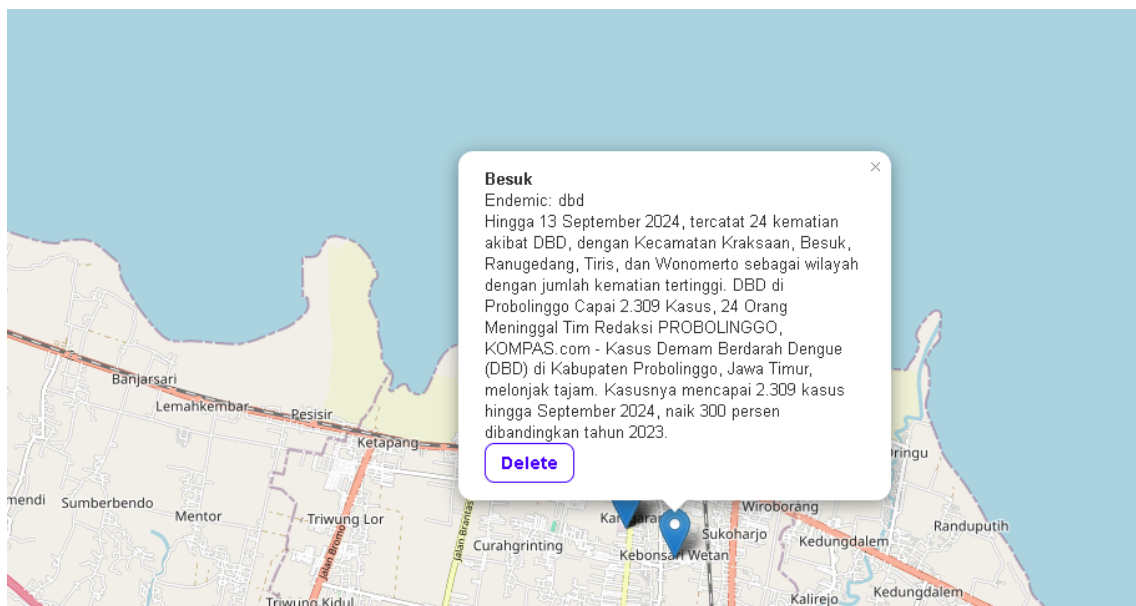 Besuk
×
Endemic: dbd
Hingga 13 September 2024, tercatat 24 kematian
akibat DBD, dengan Kecamatan Kraksaan, Besuk,
Ranugedang, Tiris, dan Wonomerto sebagai wilayah
dengan jumlah kematian tertinggi. DBD di
Probolinggo Capai 2.309 Kasus, 24 Orang
Meninggal Tim Redaksi PROBOLINGGO,
KOMPAS.com - Kasus Demam Berdarah Dengue
(DBD) di Kabupaten Probolinggo, Jawa Timur,
melonjak tajam. Kasusnya mencapai 2.309 kasus
hingga September 2024, naik 300 persen
dibandingkan tahun 2023.
Delete
Banjarsari
Lemahkembar
Pesisir
Ketapang
Sumberbendo
Mentor
Triwung Lor
Jalan Bromo
Jalan Brantas
Curahgrinting
Kebonsari Wetan
Sukoharjo
Wiroborang
Kedungdalem
Randuputih
Kalirejo
Kedungdalem
Triwung Kidul